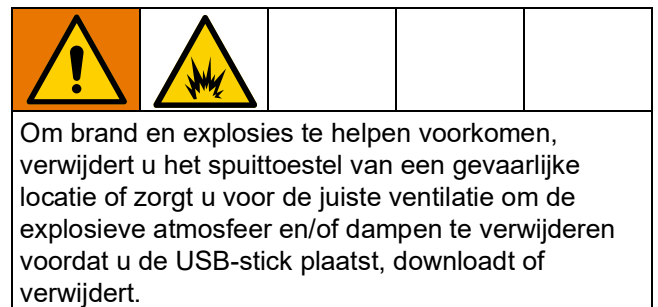 Om brand en explosies te helpen voorkomen,
verwijdert u het spuittoestel van een gevaarlijke
locatie of zorgt u voor de juiste ventilatie om de
explosieve atmosfeer en/of dampen te verwijderen
voordat u de USB-stick plaatst, downloadt of
verwijdert.